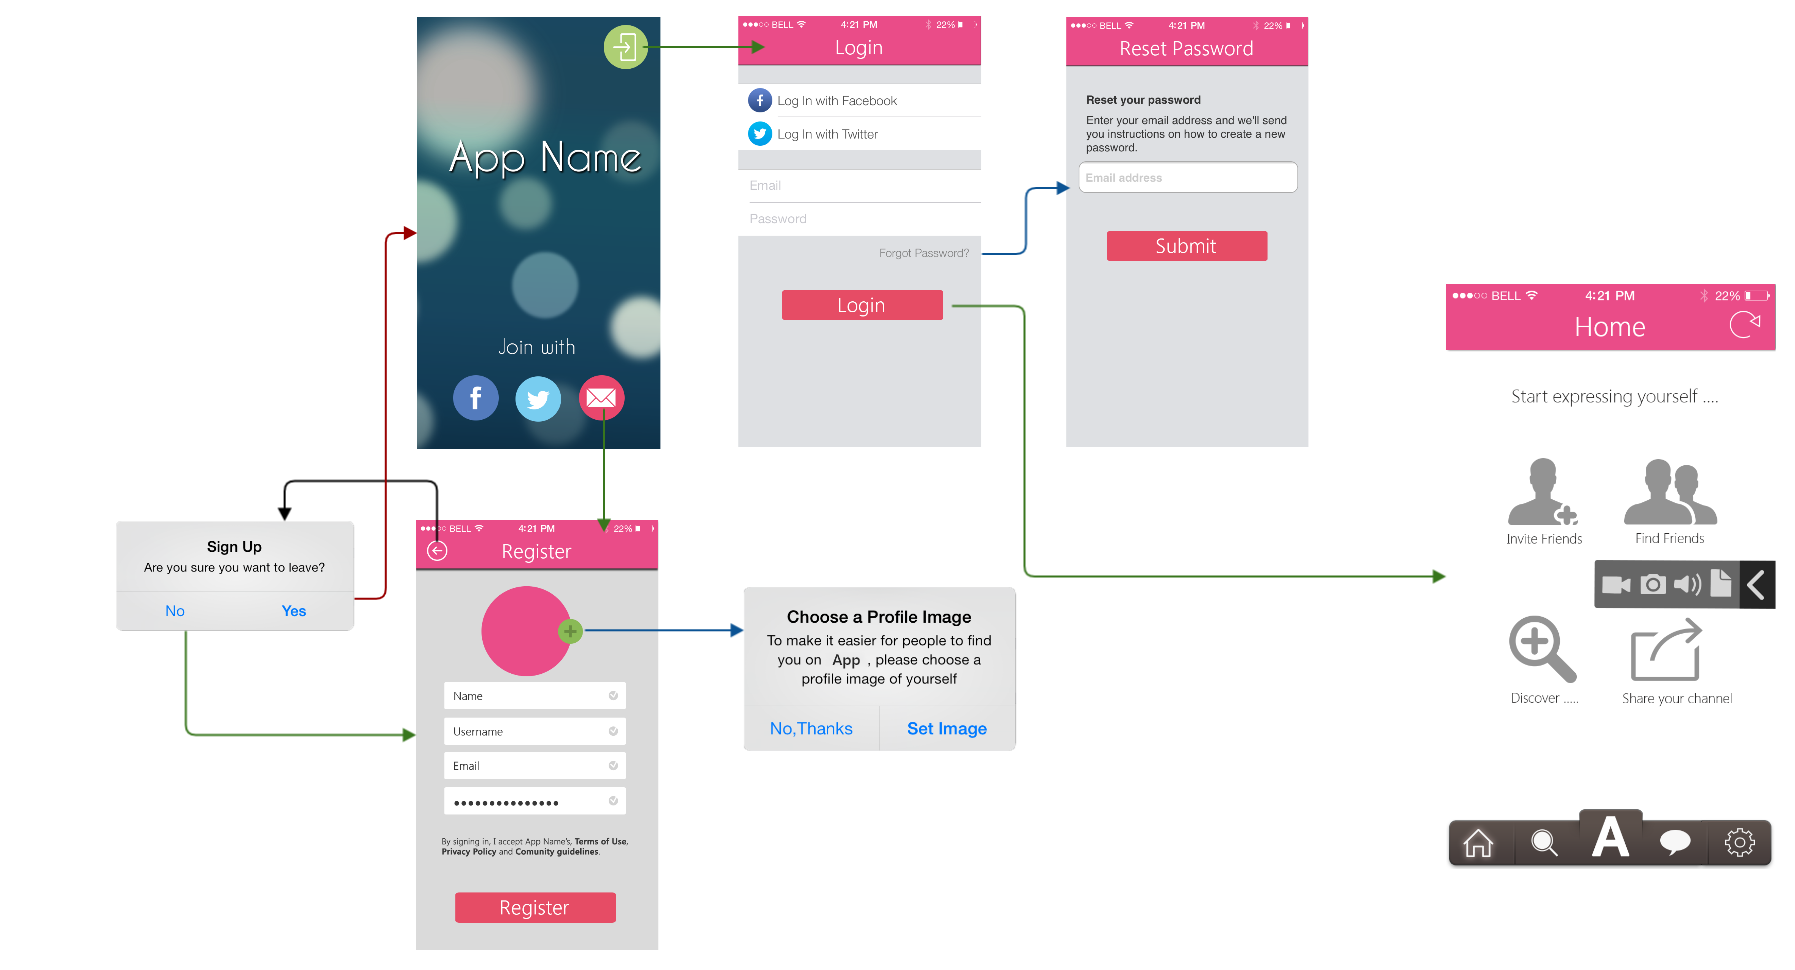 App Name
Join with
BELL 4:21 PM 22%
Login
Log In with Facebook
Log In with Twitter
Email
Password
Forgot Password?
Login
BELL 4:21 PM 22%
Reset Password
Reset your password
Enter your email address and we'll send
you instructions on how to create a new
password.
Email address
Submit
BELL 4:21 PM 22%
Home
Start expressing yourself ....
Invite Friends
Find Friends
Discover .....
Share your channel
A
Sign Up
Are you sure you want to leave?
No Yes
BELL 4:21 PM 22%
Register
Name
Username
Email
By signing in, I accept App Name's, Terms of Use,
Privacy Policy and Comunity guidelines.
Register
Choose a Profile Image
To make it easier for people to find
you on App , please choose a
profile image of yourself
No,Thanks Set Image